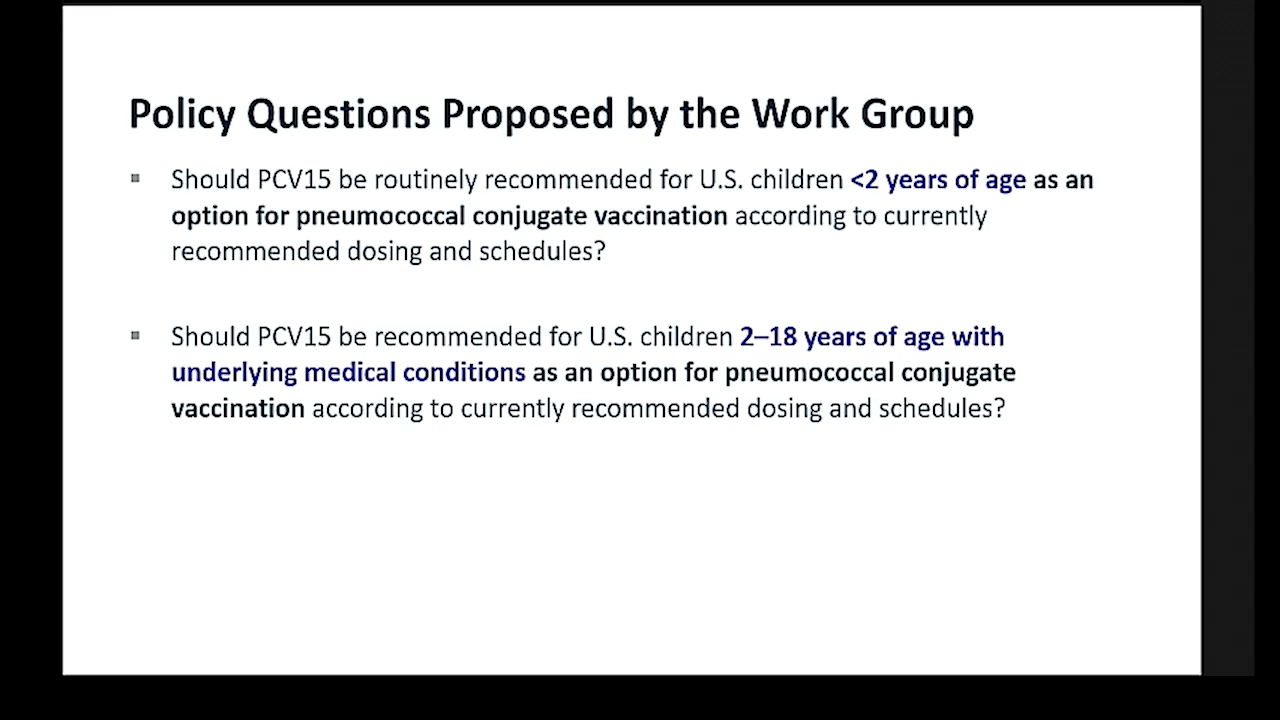 Policy Questions Proposed by the Work Group
Should PCV15 be routinely recommended for U.S. children <2 years of age as an
option for pneumococcal conjugate vaccination according to currently
recommended dosing and schedules?
Should PCV15 be recommended for U.S. children 2–18 years of age with
underlying medical conditions as an option for pneumococcal conjugate
vaccination according to currently recommended dosing and schedules?